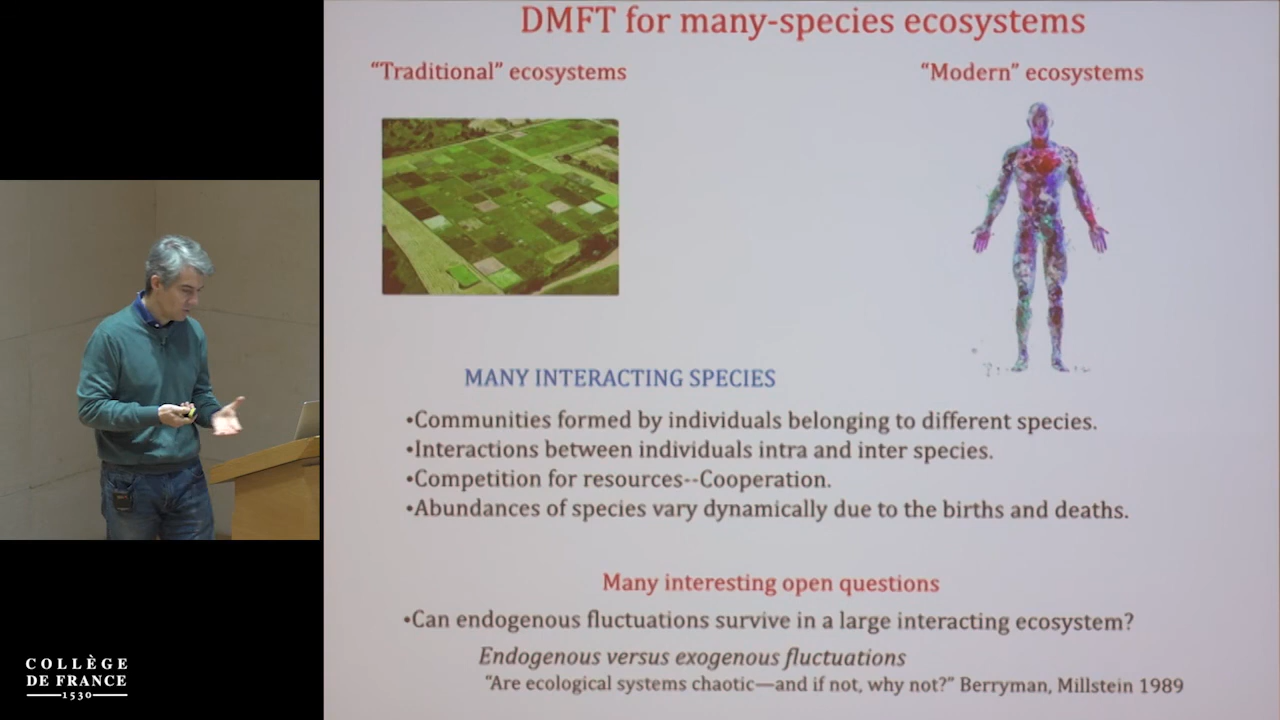 DMFT for many-species ecosystems
“Traditional” ecosystems
“Modern” ecosystems
MANY INTERACTING SPECIES
•Communities formed by individuals belonging to different species.
•Interactions between individuals intra and inter species.
•Competition for resources--Cooperation.
•Abundances of species vary dynamically due to the births and deaths.
Many interesting open questions
•Can endogenous fluctuations survive in a large interacting ecosystem?
Endogenous versus exogenous fluctuations
“Are ecological systems chaotic—and if not, why not?” Berryman, Millstein 1989
COLLÈGE
DE FRANCE
1530